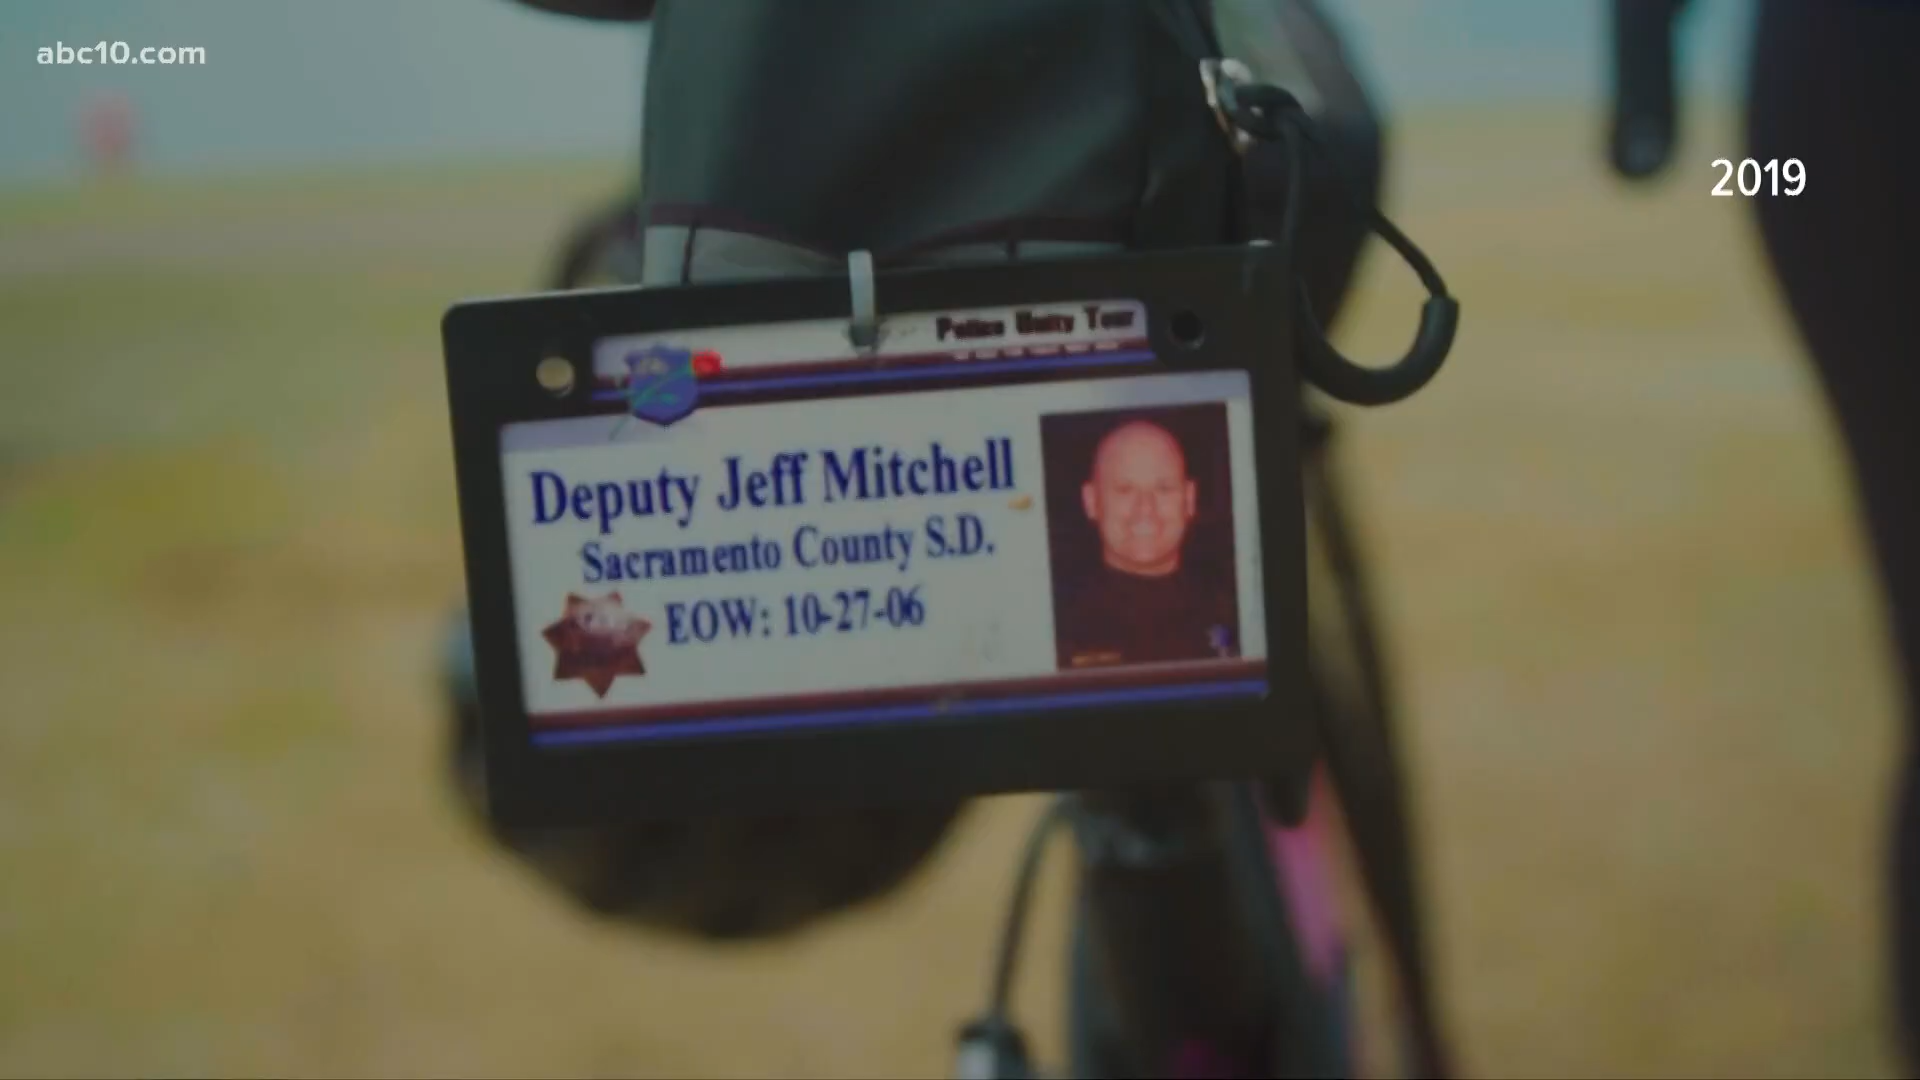 abc10.com
2019
Police Unity Tour
Deputy Jeff Mitchell
Sacramento County S.D.
EOW: 10-27-06